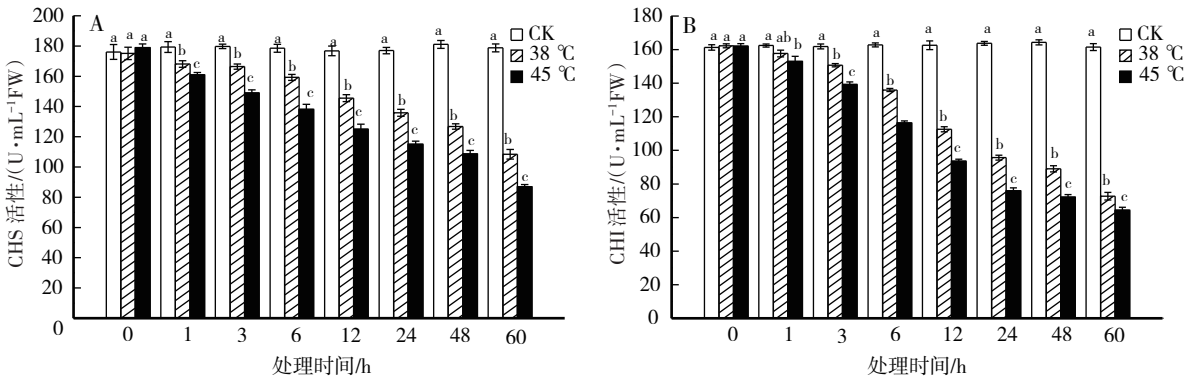 A
CHS 活性/(U·mL⁻¹FW)
200
180
160
140
120
100
80
60
40
20
0
a a a
a b c
a b c
a b c
a b c
a b c
a b c
a b c
CK
38 ℃
45 ℃
0 1 3 6 12 24 48 60
处理时间/h
B
CHI 活性/(U·mL⁻¹FW)
180
160
140
120
100
80
60
40
20
0
a a a
a ab b
a b c
a b c
a b c
a b c
a b c
a b c
CK
38 ℃
45 ℃
0 1 3 6 12 24 48 60
处理时间/h